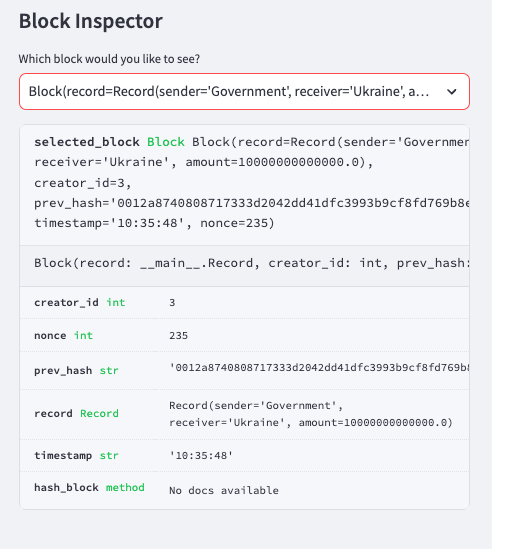 Block Inspector
Which block would you like to see?
Block(record=Record(sender='Government', receiver='Ukraine', a...
selected_block Block Block(record=Record(sender='Governmen
receiver='Ukraine', amount=10000000000000.0),
creator_id=3,
prev_hash='0012a8740808717333d2042dd41dfc3993b9cf8fd769b8e
timestamp='10:35:48', nonce=235)
Block(record: __main__.Record, creator_id: int, prev_hash:
creator_id int 3
nonce int 235
prev_hash str '0012a8740808717333d2042dd41dfc3993b9cf8fd769b8
record Record Record(sender='Government',
receiver='Ukraine', amount=10000000000000.0)
timestamp str '10:35:48'
hash_block method No docs available